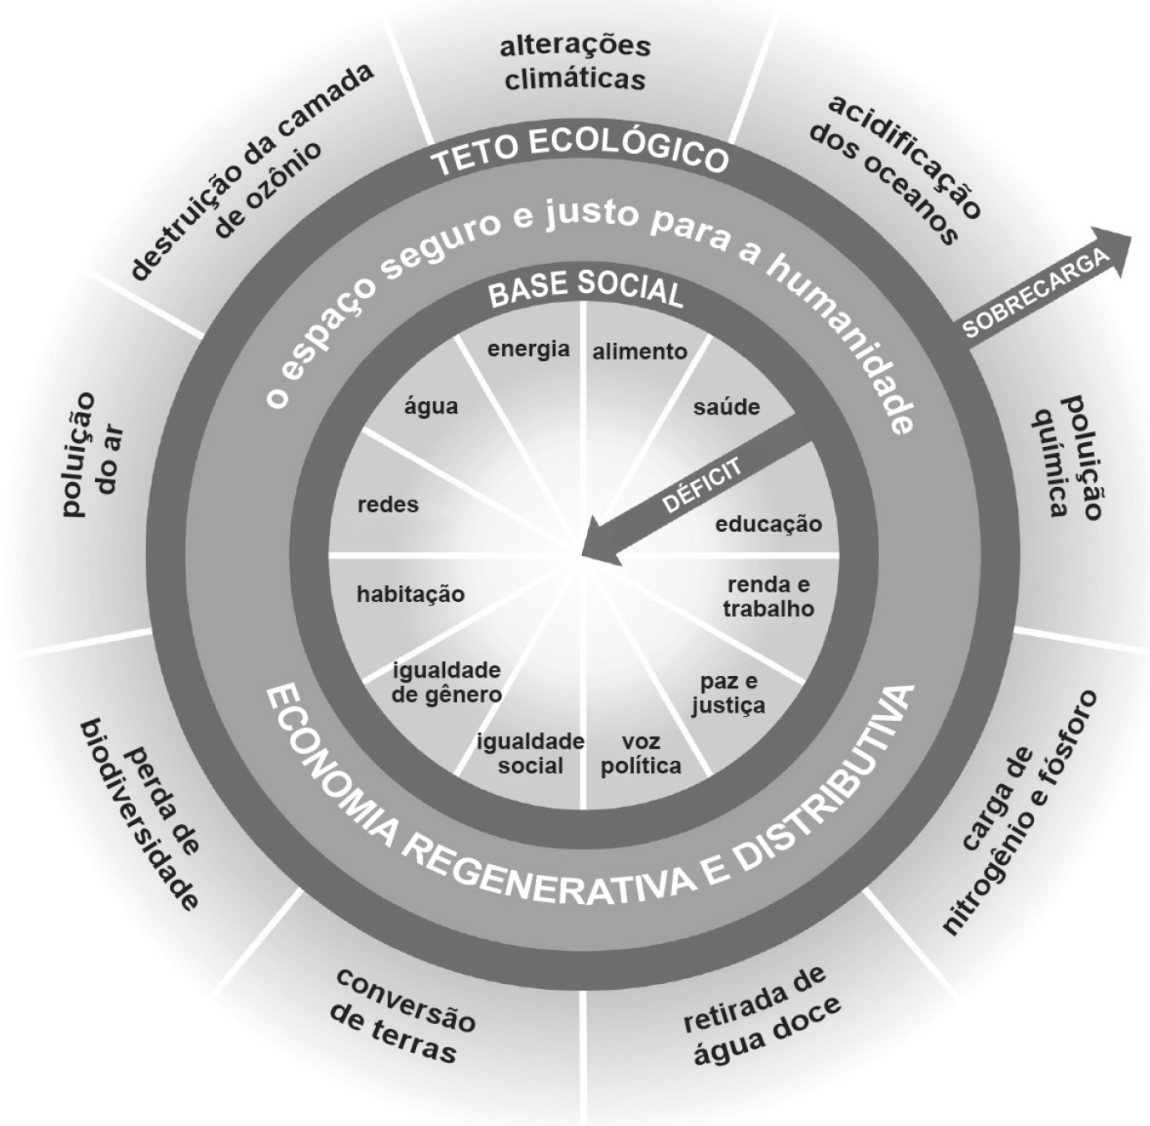 alterações
climáticas
acidificação
dos oceanos
SOBRECARGA
poluição
química
carga de
nitrogênio e fósforo
retirada de
água doce
conversão
de terras
perda de
biodiversidade
poluição
do ar
destruição da camada
de ozônio
TETO ECOLÓGICO
o espaço seguro e justo para a humanidade
BASE SOCIAL
energia
alimento
saúde
DÉFICIT
educação
renda e
trabalho
paz e
justiça
voz
política
igualdade
social
igualdade
de gênero
habitação
redes
água
ECONOMIA REGENERATIVA E DISTRIBUTIVA